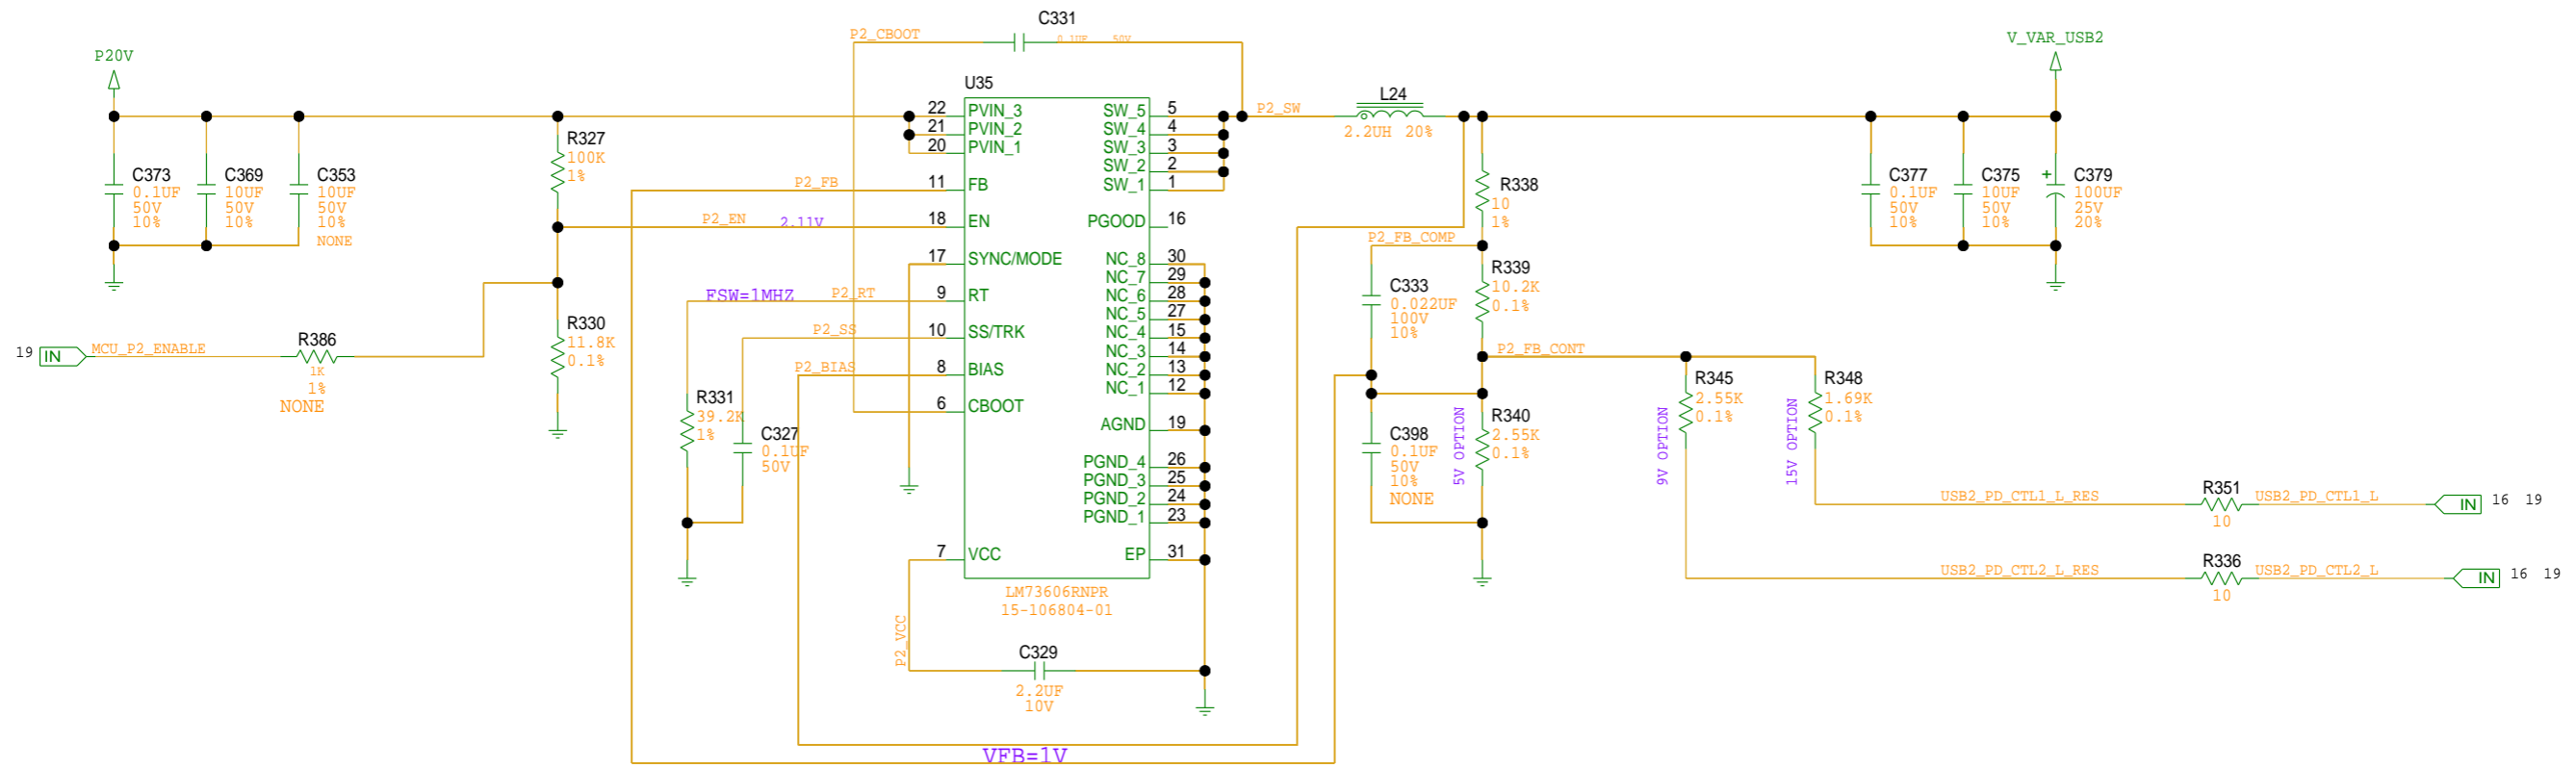 C331
P2_CBOOT
0.1UF 50V
P20V
V_VAR_USB2
U35
L24
2.2UH 20%
P2_SW
22 PVIN_3
21 PVIN_2
20 PVIN_1
11 FB
18 EN
17 SYNC/MODE
9 RT
10 SS/TRK
8 BIAS
6 CBOOT
7 VCC
SW_5 5
SW_4 4
SW_3 3
SW_2 2
SW_1 1
PGOOD 16
NC_8 30
NC_7 29
NC_6 28
NC_5 27
NC_4 15
NC_3 14
NC_2 13
NC_1 12
AGND 19
PGND_4 26
PGND_3 25
PGND_2 24
PGND_1 23
EP 31
LM73606RNPR
15-106804-01
C373
0.1UF
50V
10%
C369
10UF
50V
10%
C353
10UF
50V
10%
NONE
R327
100K
1%
P2_FB
P2_EN
2.11V
FSW=1MHZ
P2_RT
P2_SS
P2_BIAS
R330
11.8K
0.1%
19 IN MCU_P2_ENABLE
R386
1K
1%
NONE
R331
39.2K
1%
C327
0.1UF
50V
P2_VCC
C329
2.2UF
10V
VFB=1V
R338
10
1%
P2_FB_COMP
C333
0.022UF
100V
10%
R339
10.2K
0.1%
P2_FB_CONT
C398
0.1UF
50V
10%
NONE
5V OPTION
R340
2.55K
0.1%
9V OPTION
R345
2.55K
0.1%
15V OPTION
R348
1.69K
0.1%
C377
0.1UF
50V
10%
C375
10UF
50V
10%
+
C379
100UF
25V
20%
USB2_PD_CTL1_L_RES
R351
10
USB2_PD_CTL1_L
IN 16 19
USB2_PD_CTL2_L_RES
R336
10
USB2_PD_CTL2_L
IN 16 19